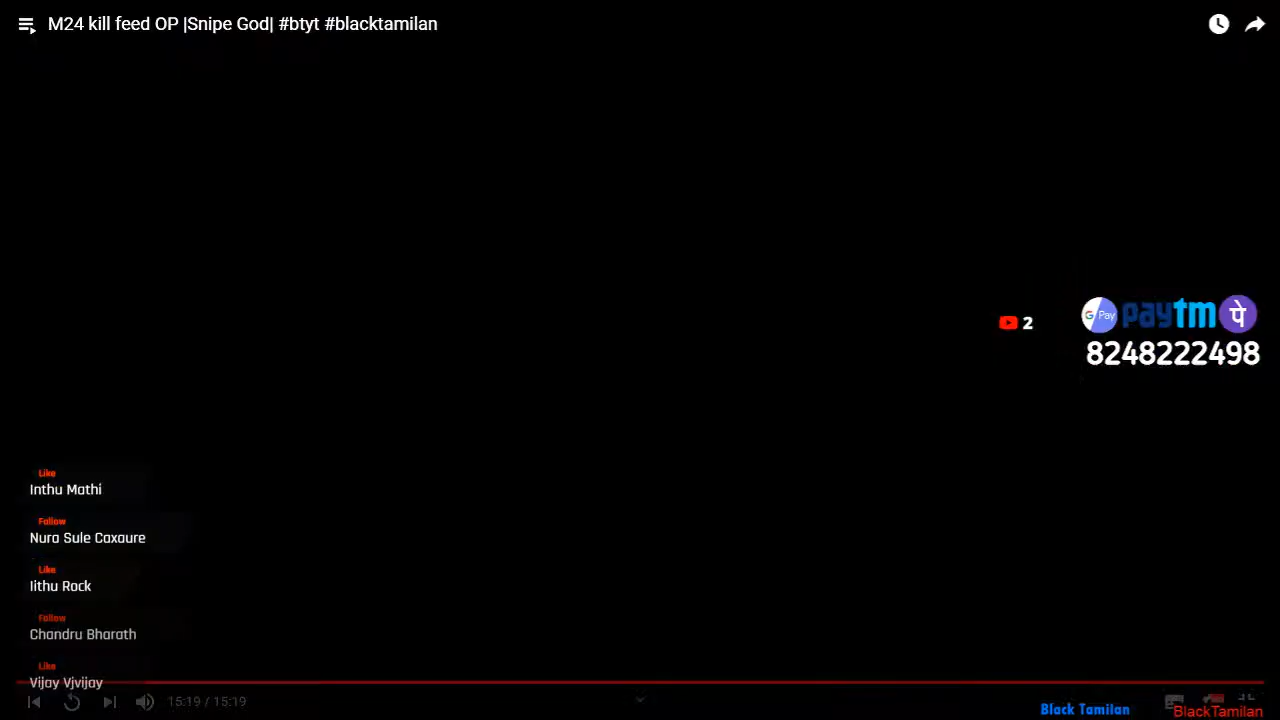 M24 kill feed OP |Snipe God| #btyt #blacktamilan
G Pay paytm पे
2
8248222498
Like
Inthu Mathi
Follow
Nura Sule Caxaure
Like
Iithu Rock
Follow
Chandru Bharath
Like
Vijay Vjvijay
15:19 / 15:19
Black Tamilan
BlackTamilan